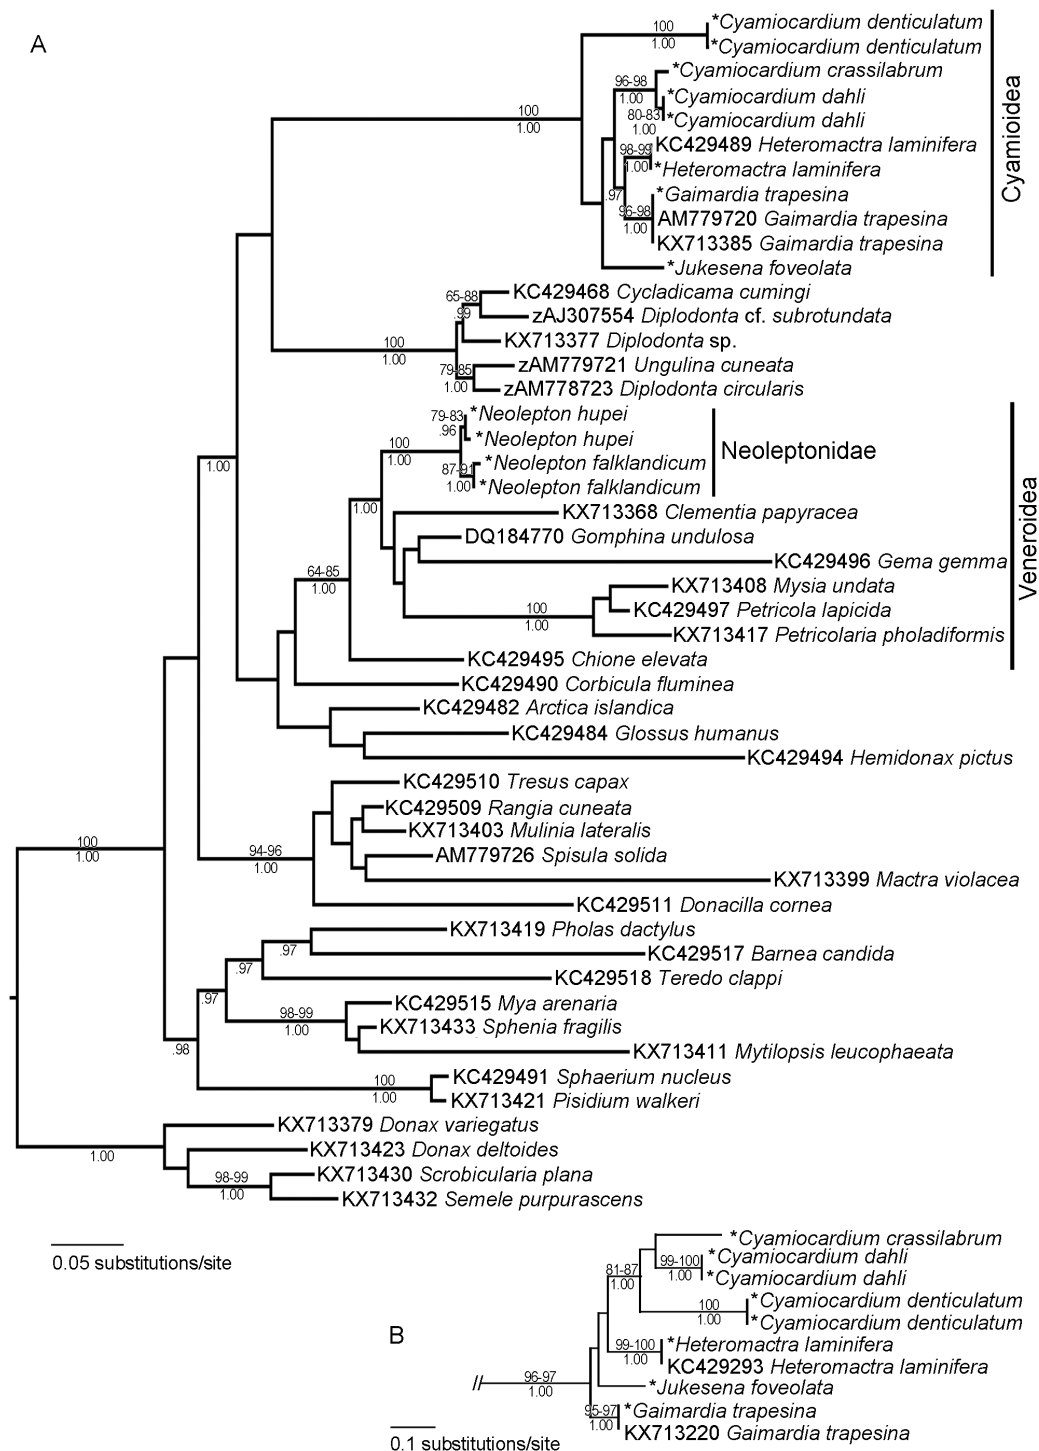 A
100
1.00
*Cyamiocardium denticulatum
*Cyamiocardium denticulatum
96-98
1.00
*Cyamiocardium crassilabrum
*Cyamiocardium dahli
80-83
1.00
*Cyamiocardium dahli
100
1.00
98-99
1.00
KC429489 Heteromactra laminifera
*Heteromactra laminifera
.97
*Gaimardia trapesina
96-98
1.00
AM779720 Gaimardia trapesina
KX713385 Gaimardia trapesina
*Jukesena foveolata
Cyamioidea
65-88
.99
KC429468 Cycladicama cumingi
zAJ307554 Diplodonta cf. subrotundata
100
1.00
KX713377 Diplodonta sp.
79-85
1.00
zAM779721 Ungulina cuneata
zAM778723 Diplodonta circularis
79-83
.96
*Neolepton hupei
*Neolepton hupei
100
1.00
87-91
1.00
*Neolepton falklandicum
*Neolepton falklandicum
Neoleptonidae
1.00
1.00
KX713368 Clementia papyracea
DQ184770 Gomphina undulosa
KC429496 Gema gemma
64-85
1.00
KX713408 Mysia undata
100
1.00
KC429497 Petricola lapicida
KX713417 Petricolaria pholadiformis
KC429495 Chione elevata
Veneroidea
KC429490 Corbicula fluminea
KC429482 Arctica islandica
KC429484 Glossus humanus
KC429494 Hemidonax pictus
KC429510 Tresus capax
KC429509 Rangia cuneata
KX713403 Mulinia lateralis
100
1.00
94-96
1.00
AM779726 Spisula solida
KX713399 Mactra violacea
KC429511 Donacilla cornea
KX713419 Pholas dactylus
.97
KC429517 Barnea candida
.97
KC429518 Teredo clappi
.97
KC429515 Mya arenaria
98-99
1.00
KX713433 Sphenia fragilis
.98
KX713411 Mytilopsis leucophaeata
100
1.00
KC429491 Sphaerium nucleus
KX713421 Pisidium walkeri
KX713379 Donax variegatus
1.00
KX713423 Donax deltoides
98-99
1.00
KX713430 Scrobicularia plana
KX713432 Semele purpurascens
0.05 substitutions/site
B
*Cyamiocardium crassilabrum
81-87
1.00
99-100
1.00
*Cyamiocardium dahli
*Cyamiocardium dahli
100
1.00
*Cyamiocardium denticulatum
*Cyamiocardium denticulatum
99-100
1.00
*Heteromactra laminifera
KC429293 Heteromactra laminifera
96-97
1.00
*Jukesena foveolata
95-97
1.00
*Gaimardia trapesina
KX713220 Gaimardia trapesina
0.1 substitutions/site